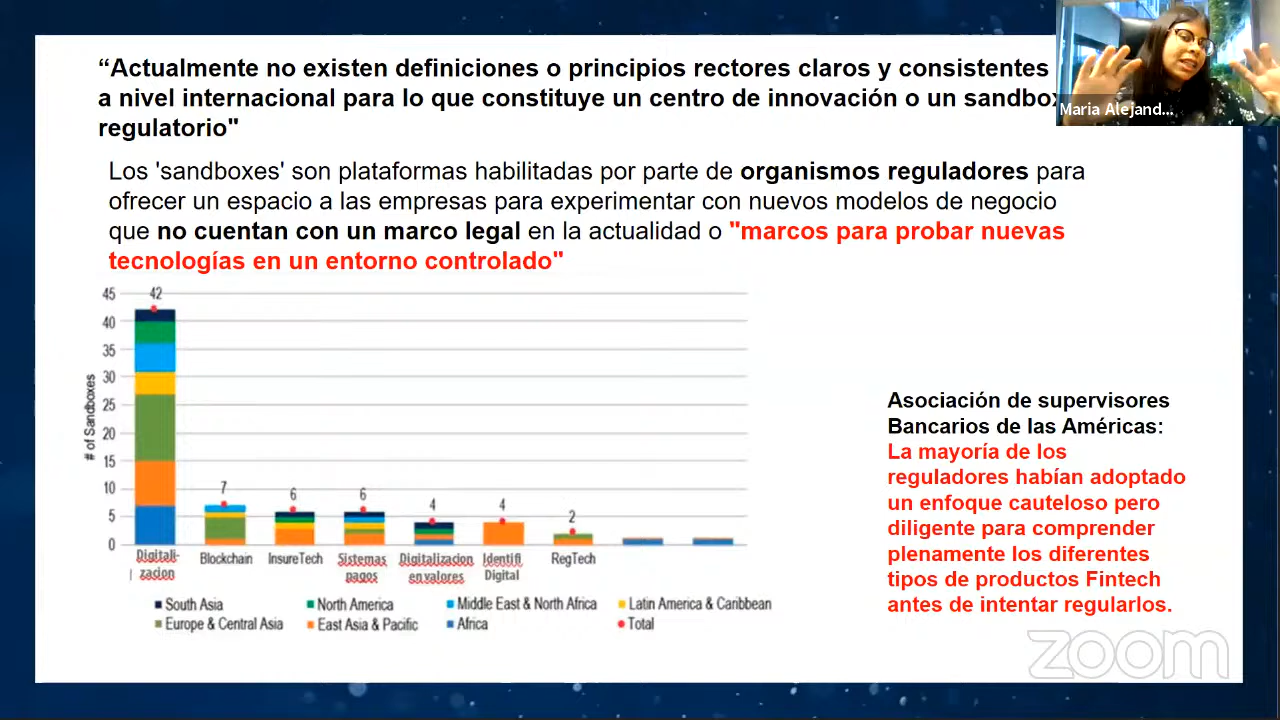 “Actualmente no existen definiciones o principios rectores claros y consistentes
a nivel internacional para lo que constituye un centro de innovación o un sandbox
regulatorio"
Maria Alejand...
Los 'sandboxes' son plataformas habilitadas por parte de organismos reguladores para
ofrecer un espacio a las empresas para experimentar con nuevos modelos de negocio
que no cuentan con un marco legal en la actualidad o "marcos para probar nuevas
tecnologías en un entorno controlado"
# of Sandboxes
45
40
35
30
25
20
15
10
5
0
42
7
6
6
4
4
2
Digitali-
zacion
Blockchain
InsureTech
Sistemas
pagos
Digitalizacion
en valores
Identifi
Digital
RegTech
South Asia
North America
Middle East & North Africa
Latin America & Caribbean
Europe & Central Asia
East Asia & Pacific
Africa
Total
Asociación de supervisores
Bancarios de las Américas:
La mayoría de los
reguladores habían adoptado
un enfoque cauteloso pero
diligente para comprender
plenamente los diferentes
tipos de productos Fintech
antes de intentar regularlos.
zoom